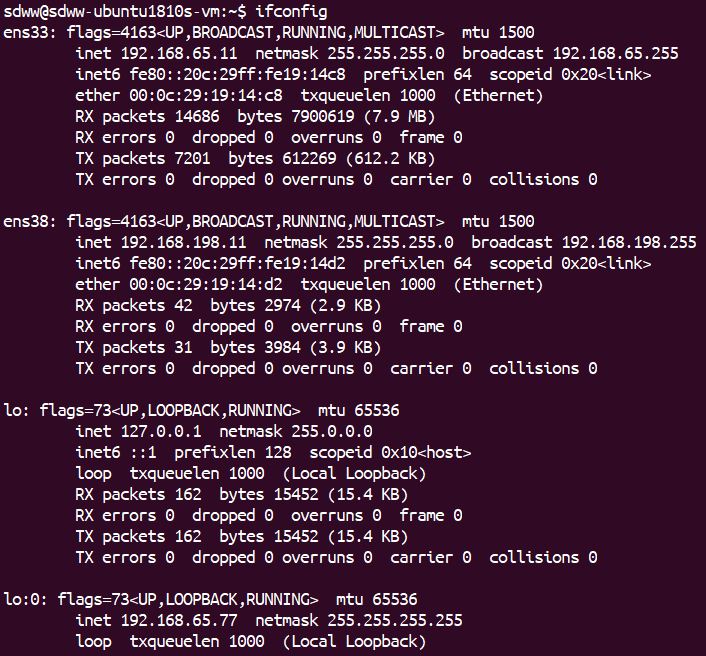 sdww@sdww-ubuntu1810s-vm:~$ ifconfig
ens33: flags=4163<UP,BROADCAST,RUNNING,MULTICAST>  mtu 1500
        inet 192.168.65.11  netmask 255.255.255.0  broadcast 192.168.65.255
        inet6 fe80::20c:29ff:fe19:14c8  prefixlen 64  scopeid 0x20<link>
        ether 00:0c:29:19:14:c8  txqueuelen 1000  (Ethernet)
        RX packets 14686  bytes 7900619 (7.9 MB)
        RX errors 0  dropped 0  overruns 0  frame 0
        TX packets 7201  bytes 612269 (612.2 KB)
        TX errors 0  dropped 0 overruns 0  carrier 0  collisions 0

ens38: flags=4163<UP,BROADCAST,RUNNING,MULTICAST>  mtu 1500
        inet 192.168.198.11  netmask 255.255.255.0  broadcast 192.168.198.255
        inet6 fe80::20c:29ff:fe19:14d2  prefixlen 64  scopeid 0x20<link>
        ether 00:0c:29:19:14:d2  txqueuelen 1000  (Ethernet)
        RX packets 42  bytes 2974 (2.9 KB)
        RX errors 0  dropped 0  overruns 0  frame 0
        TX packets 31  bytes 3984 (3.9 KB)
        TX errors 0  dropped 0 overruns 0  carrier 0  collisions 0

lo: flags=73<UP,LOOPBACK,RUNNING>  mtu 65536
        inet 127.0.0.1  netmask 255.0.0.0
        inet6 ::1  prefixlen 128  scopeid 0x10<host>
        loop  txqueuelen 1000  (Local Loopback)
        RX packets 162  bytes 15452 (15.4 KB)
        RX errors 0  dropped 0  overruns 0  frame 0
        TX packets 162  bytes 15452 (15.4 KB)
        TX errors 0  dropped 0 overruns 0  carrier 0  collisions 0

lo:0: flags=73<UP,LOOPBACK,RUNNING>  mtu 65536
        inet 192.168.65.77  netmask 255.255.255.255
        loop  txqueuelen 1000  (Local Loopback)